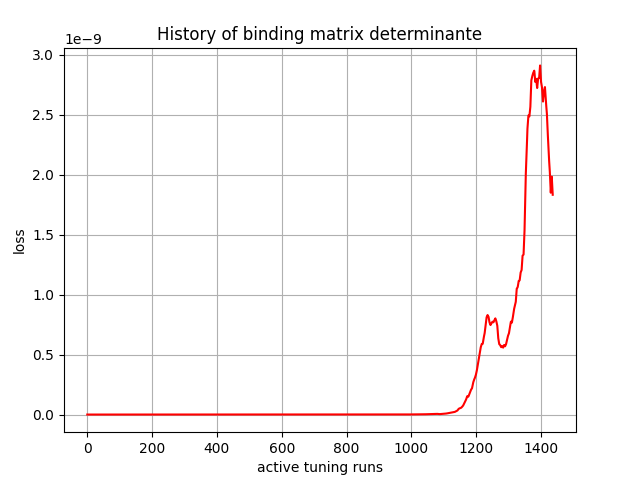 History of binding matrix determinante
1e−9
3.0
2.5
2.0
1.5
1.0
0.5
0.0
loss
0 200 400 600 800 1000 1200 1400
active tuning runs